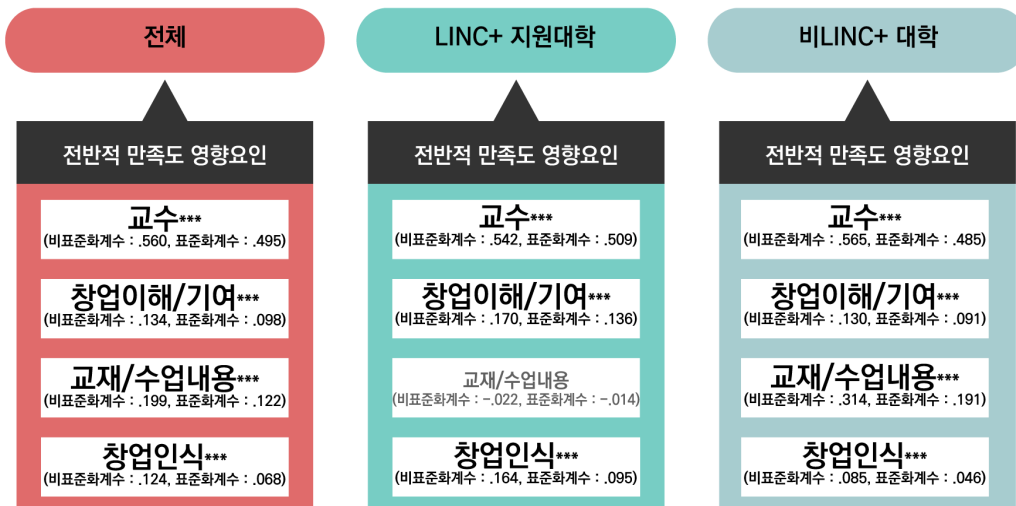 전체
전반적 만족도 영향요인
교수***
(비표준화계수 : .560, 표준화계수 : .495)
창업이해/기여***
(비표준화계수 : .134, 표준화계수 : .098)
교재/수업내용***
(비표준화계수 : .199, 표준화계수 : .122)
창업인식***
(비표준화계수 : .124, 표준화계수 : .068)
LINC+ 지원대학
전반적 만족도 영향요인
교수***
(비표준화계수 : .542, 표준화계수 : .509)
창업이해/기여***
(비표준화계수 : .170, 표준화계수 : .136)
교재/수업내용
(비표준화계수 : -.022, 표준화계수 : -.014)
창업인식***
(비표준화계수 : .164, 표준화계수 : .095)
비LINC+ 대학
전반적 만족도 영향요인
교수***
(비표준화계수 : .565, 표준화계수 : .485)
창업이해/기여***
(비표준화계수 : .130, 표준화계수 : .091)
교재/수업내용***
(비표준화계수 : .314, 표준화계수 : .191)
창업인식***
(비표준화계수 : .085, 표준화계수 : .046)